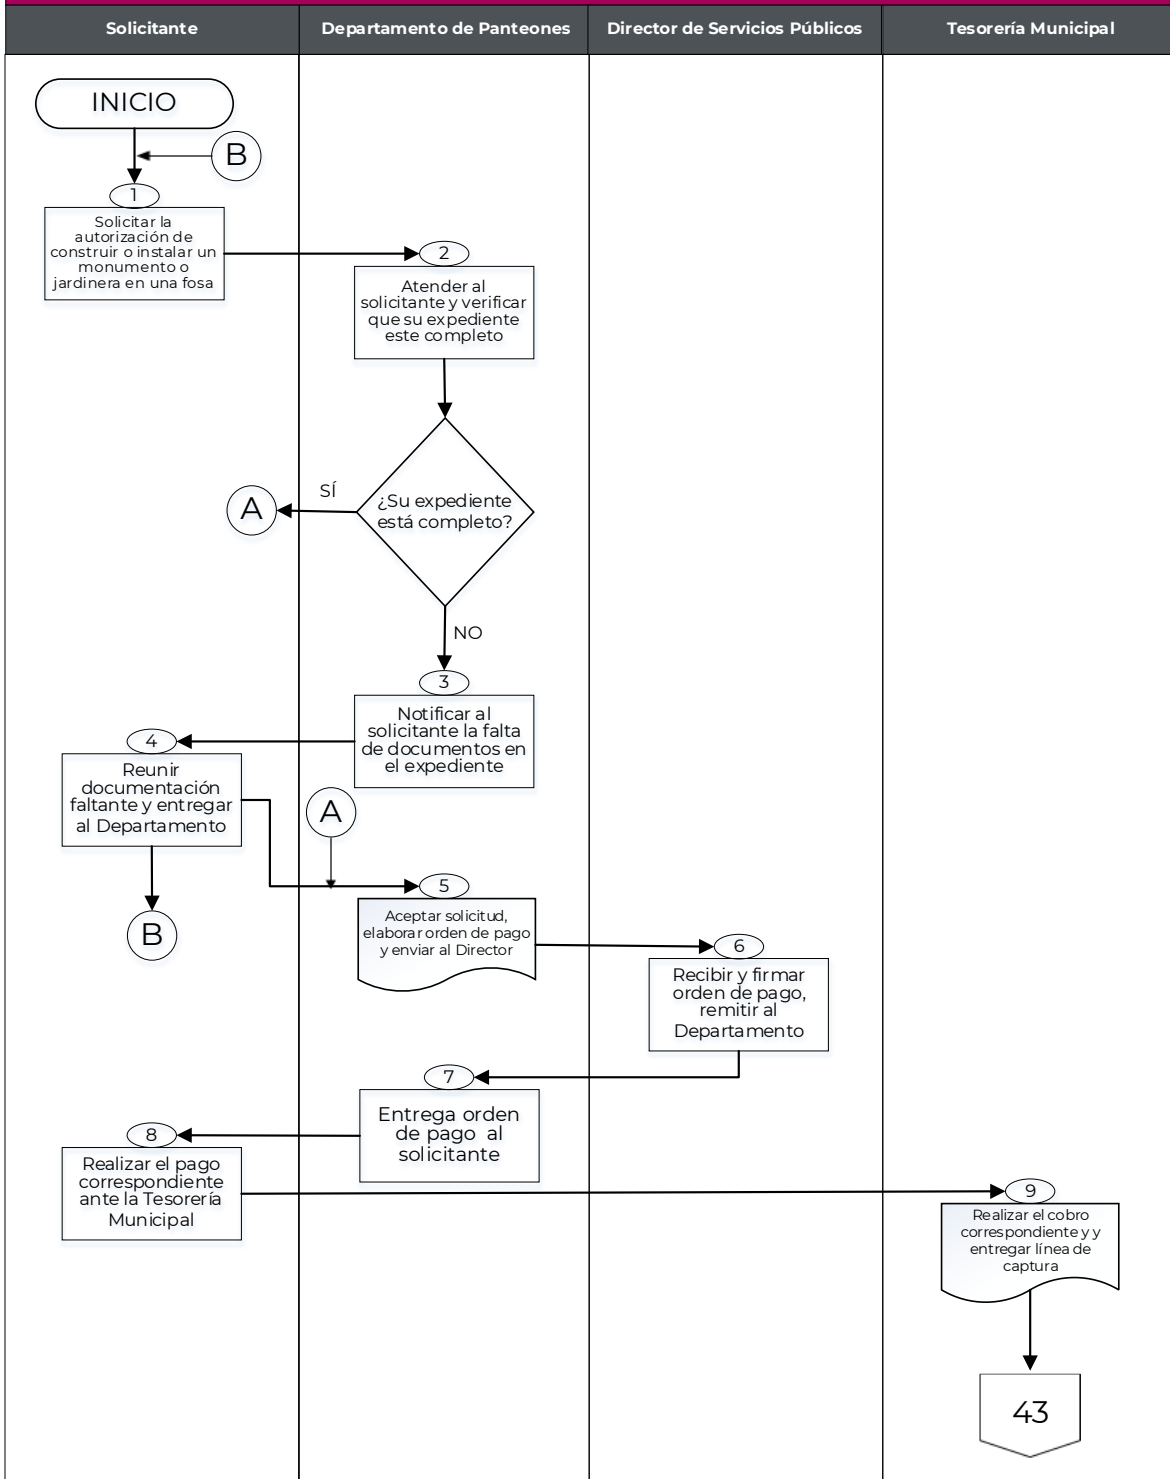 Solicitante
Departamento de Panteones
Director de Servicios Públicos
Tesorería Municipal
INICIO
B
1
Solicitar la
autorización de
construir o instalar un
monumento o
jardinera en una fosa
2
Atender al
solicitante y verificar
que su expediente
este completo
¿Su expediente
está completo?
SÍ
A
NO
3
Notificar al
solicitante la falta
de documentos en
el expediente
4
Reunir
documentación
faltante y entregar
al Departamento
A
B
5
Aceptar solicitud,
elaborar orden de pago
y enviar al Director
6
Recibir y firmar
orden de pago,
remitir al
Departamento
7
Entrega orden
de pago al
solicitante
8
Realizar el pago
correspondiente
ante la Tesorería
Municipal
9
Realizar el cobro
correspondiente y y
entregar línea de
captura
43